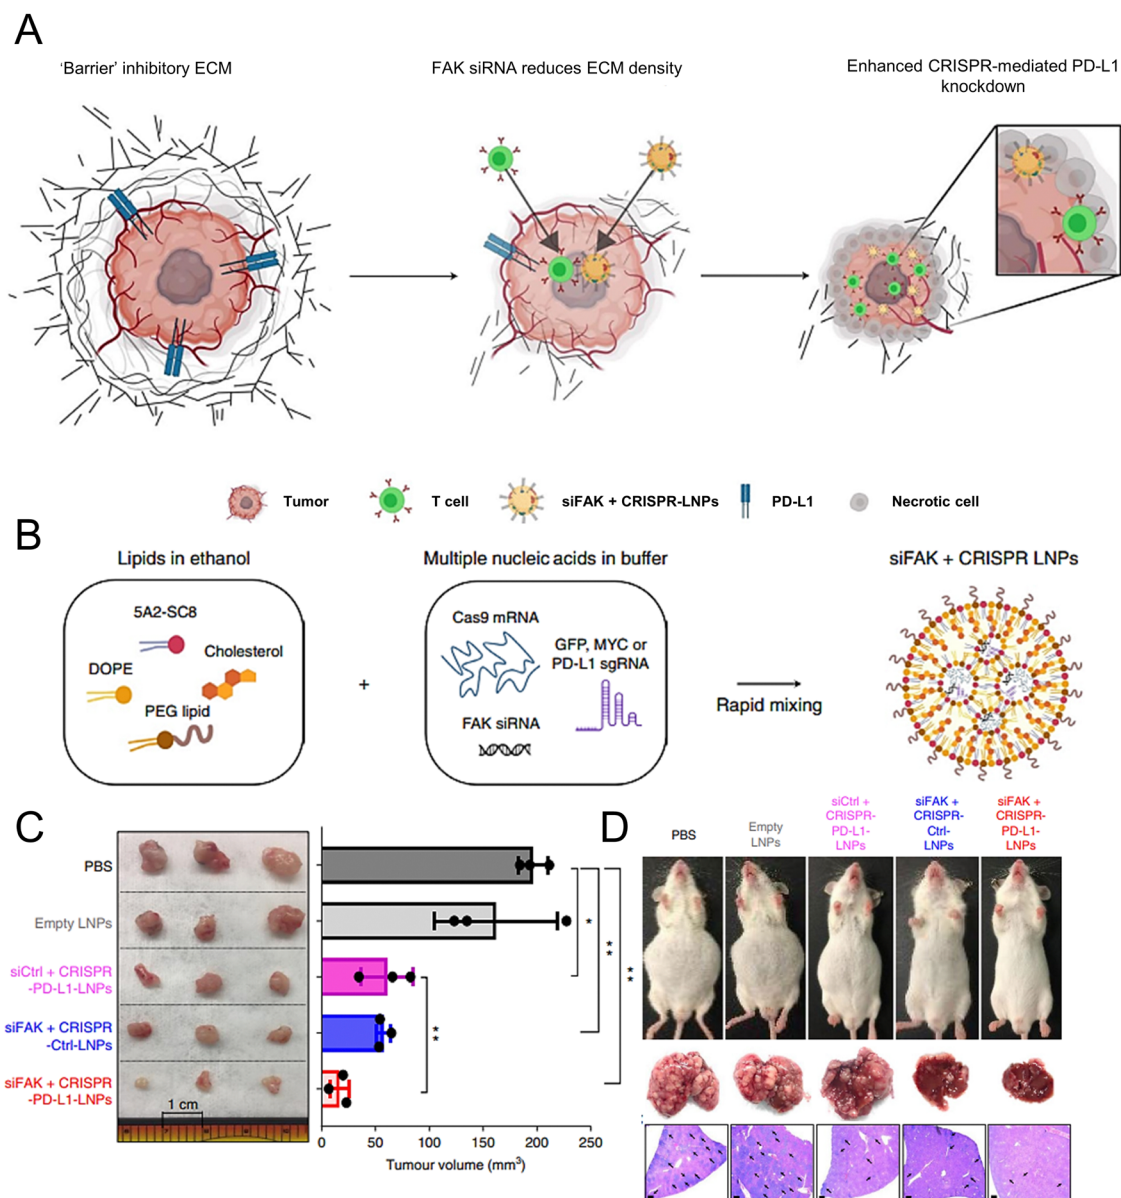 A
'Barrier' inhibitory ECM
FAK siRNA reduces ECM density
Enhanced CRISPR-mediated PD-L1
knockdown
Tumor
T cell
siFAK + CRISPR-LNPs
PD-L1
Necrotic cell
B
Lipids in ethanol
5A2-SC8
DOPE
Cholesterol
PEG lipid
+
Multiple nucleic acids in buffer
Cas9 mRNA
GFP, MYC or
PD-L1 sgRNA
FAK siRNA
Rapid mixing
siFAK + CRISPR LNPs
C
PBS
Empty LNPs
siCtrl + CRISPR
-PD-L1-LNPs
siFAK + CRISPR
-Ctrl-LNPs
siFAK + CRISPR
-PD-L1-LNPs
1 cm
*
**
**
**
0 50 100 150 200 250
Tumour volume (mm³)
D
PBS
Empty
LNPs
siCtrl +
CRISPR-
PD-L1-
LNPs
siFAK +
CRISPR-
Ctrl-
LNPs
siFAK +
CRISPR-
PD-L1-
LNPs